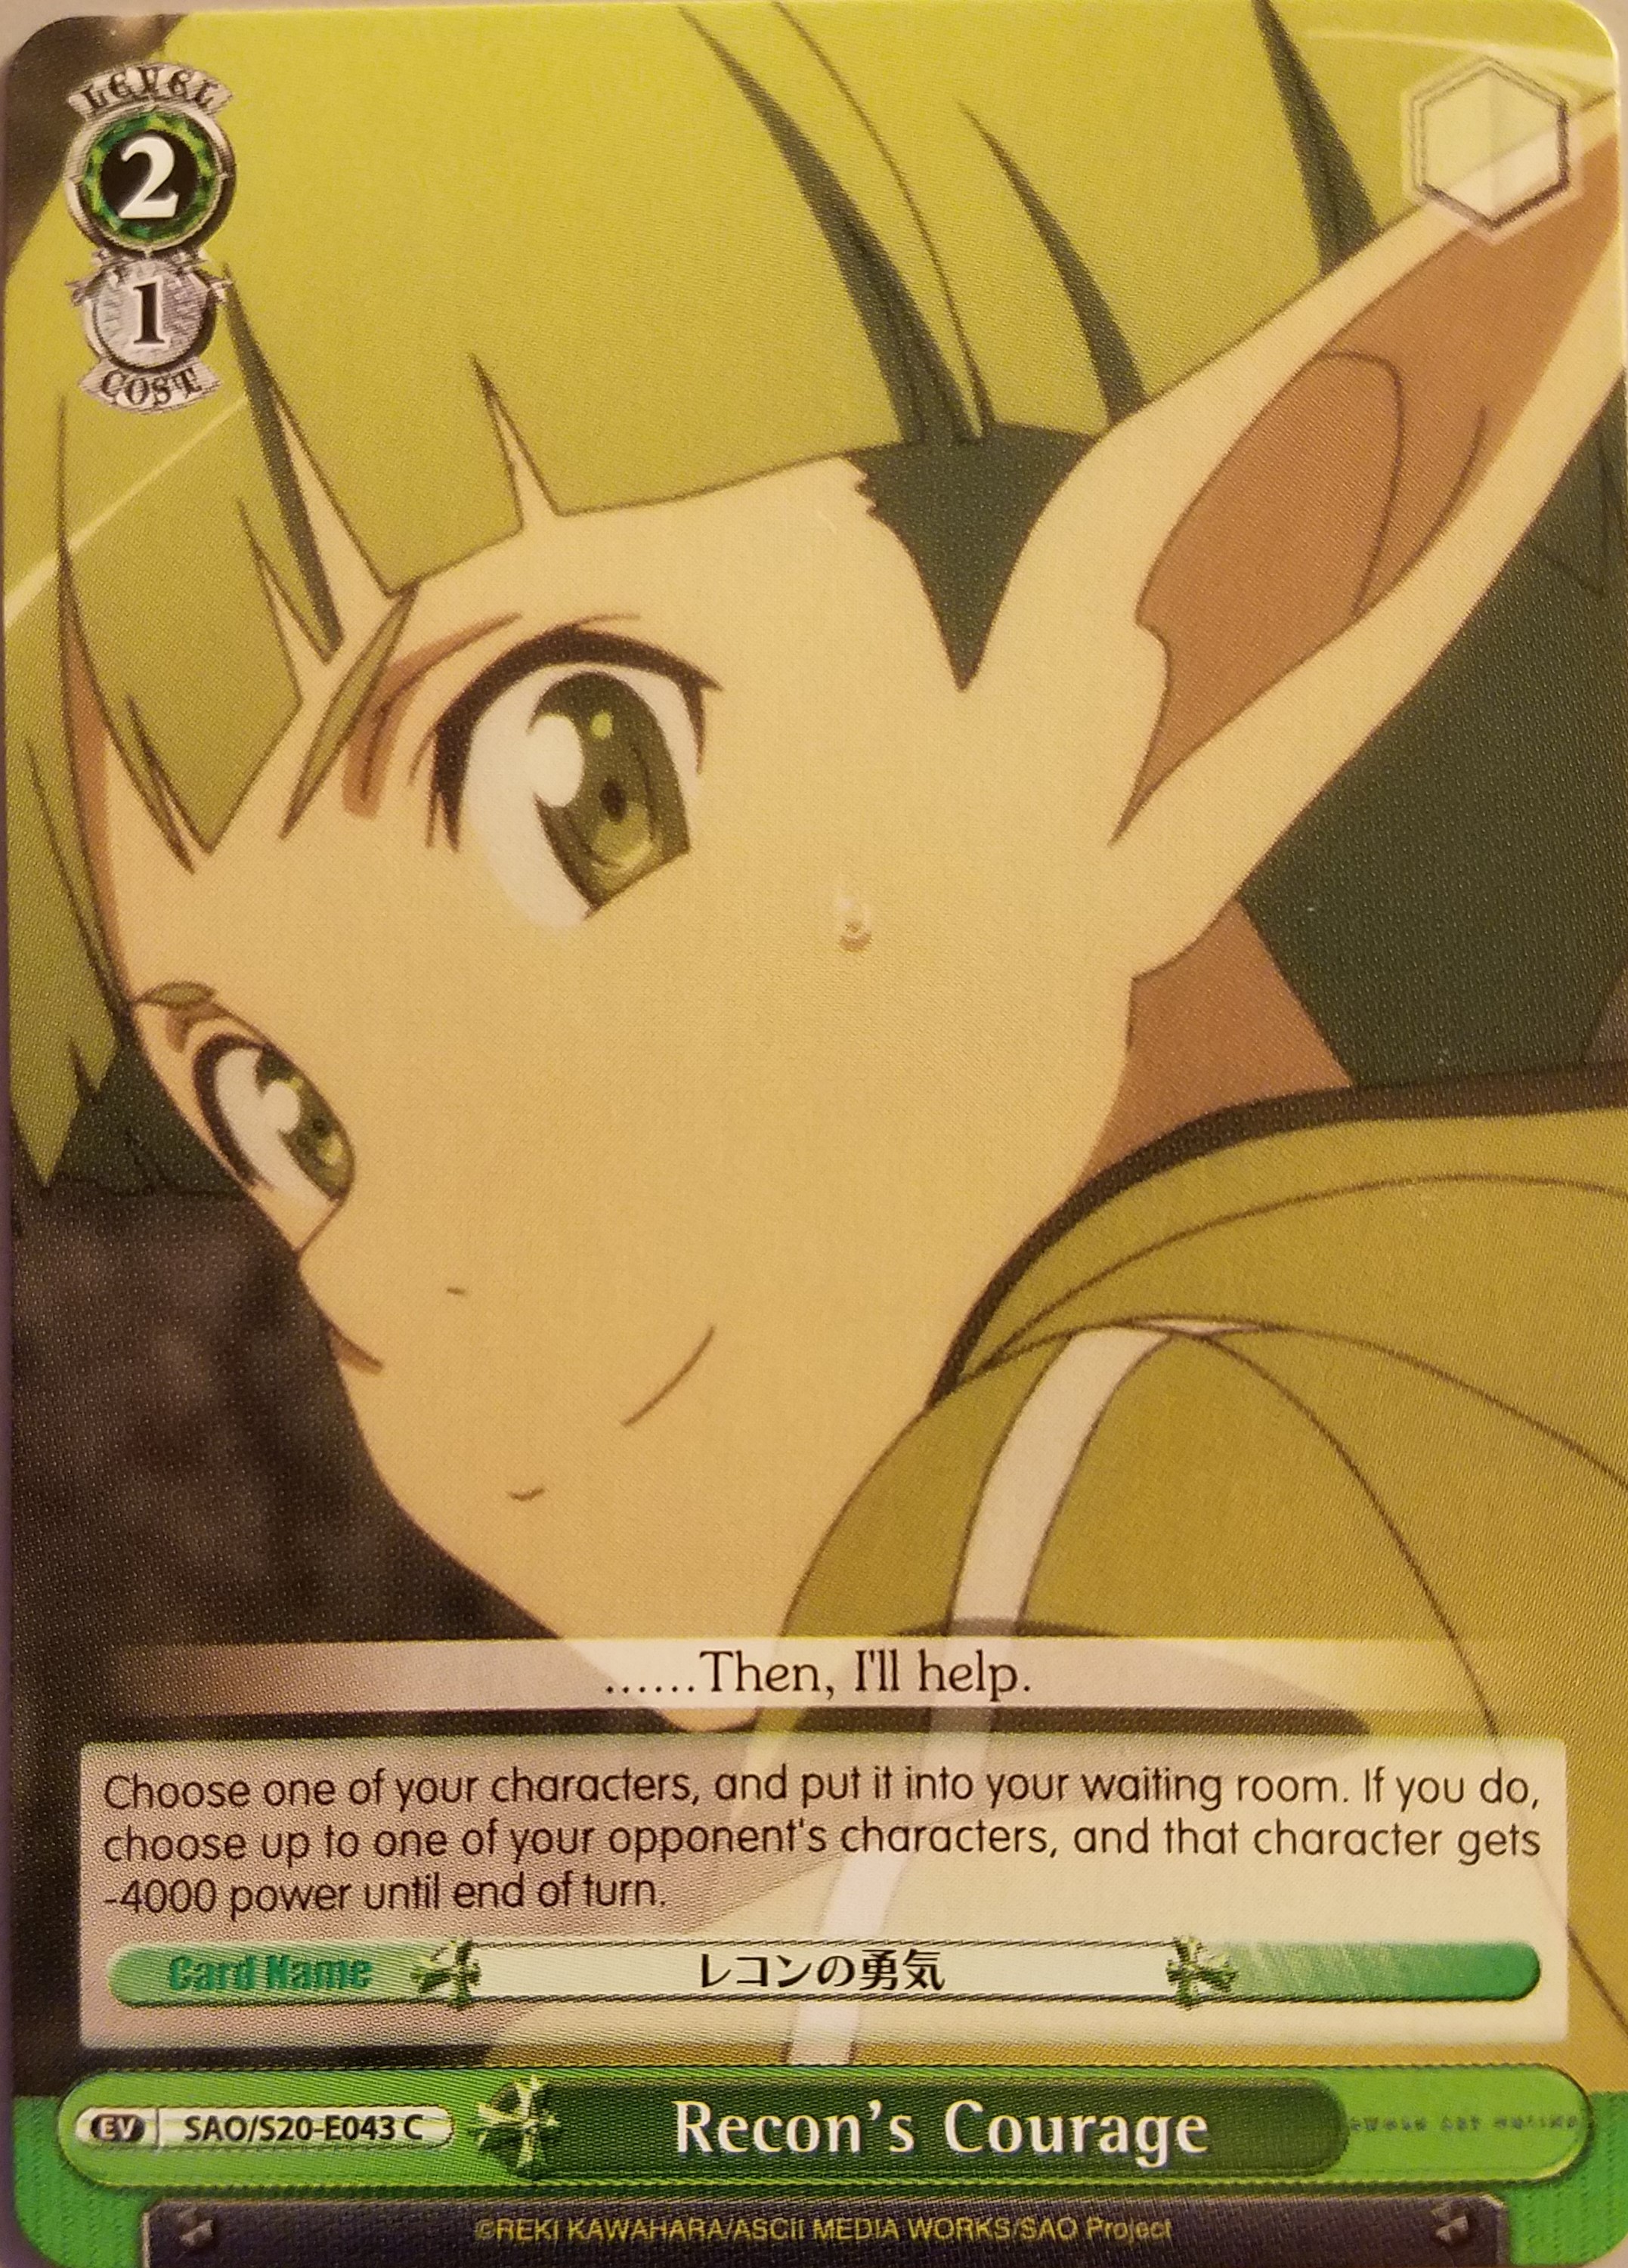 LEVEL
2
1
COST
......Then, I'll help.
Choose one of your characters, and put it into your waiting room. If you do,
choose up to one of your opponent's characters, and that character gets
-4000 power until end of turn.
Card Name レコンの勇気
EV SAO/S20-E043 C Recon's Courage
©REKI KAWAHARA/ASCII MEDIA WORKS/SAO Project